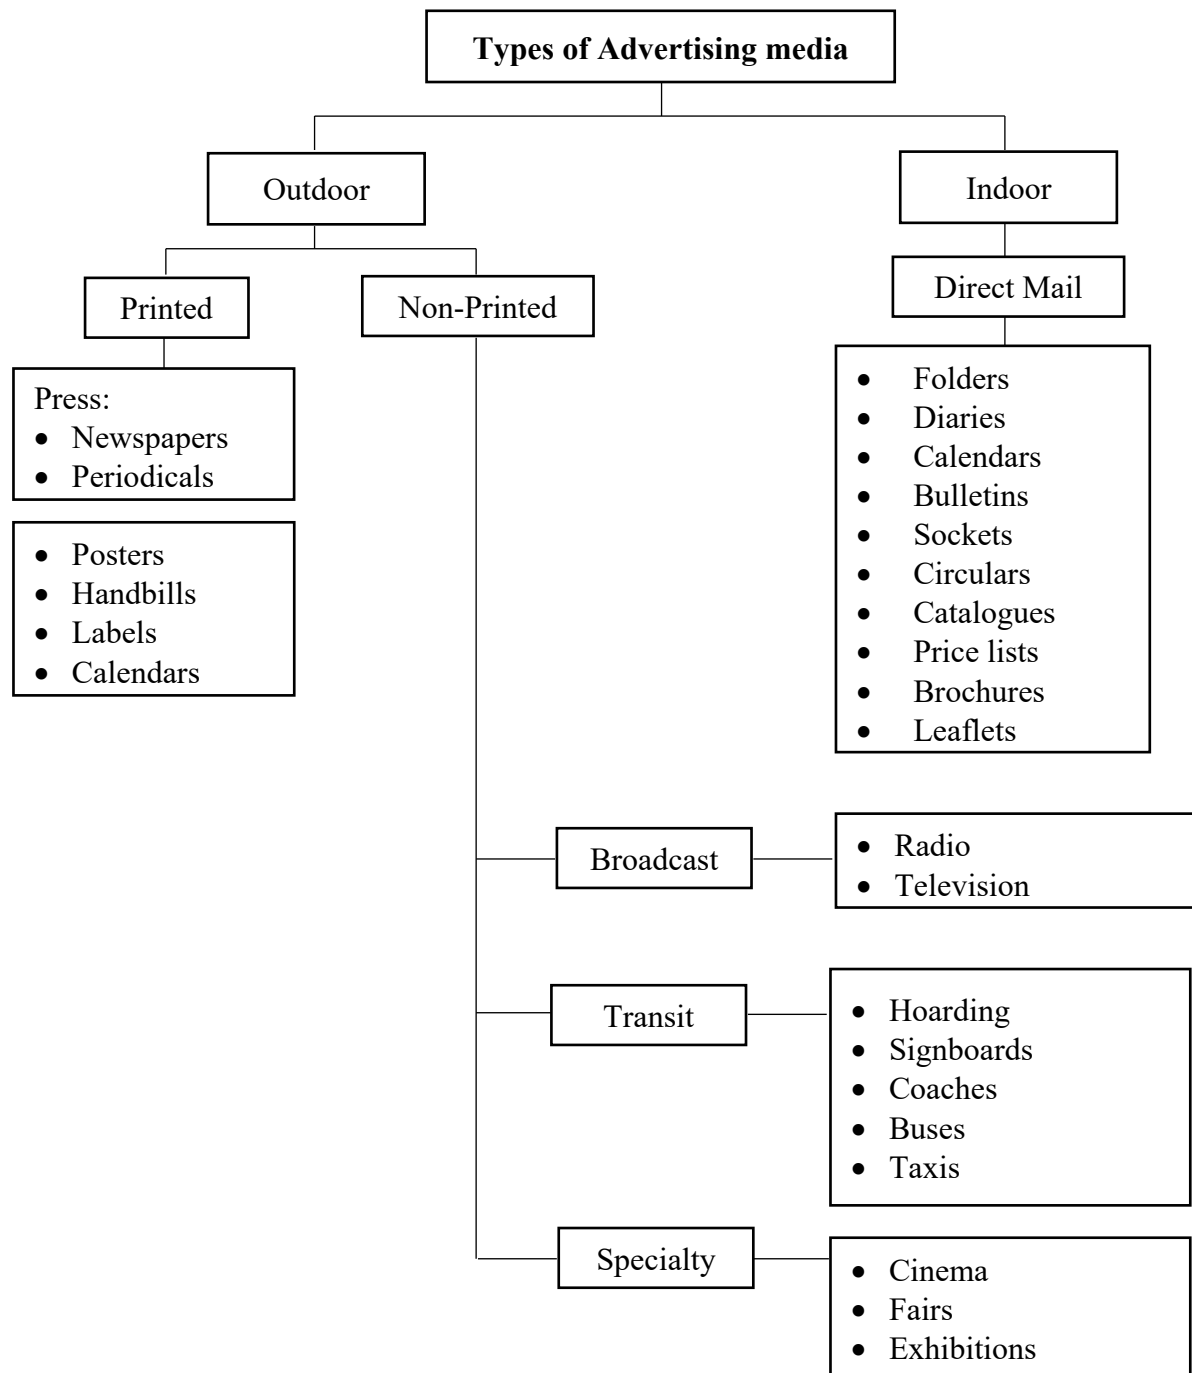 Types of Advertising media
Outdoor
Indoor
Printed
Non-Printed
Direct Mail
Press:
• Newspapers
• Periodicals
• Posters
• Handbills
• Labels
• Calendars
• Folders
• Diaries
• Calendars
• Bulletins
• Sockets
• Circulars
• Catalogues
• Price lists
• Brochures
• Leaflets
Broadcast
• Radio
• Television
Transit
• Hoarding
• Signboards
• Coaches
• Buses
• Taxis
Specialty
• Cinema
• Fairs
• Exhibitions